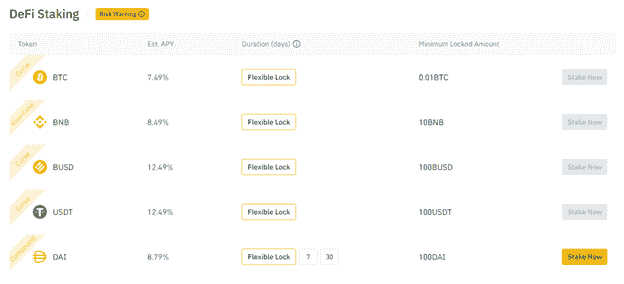 DeFi Staking Risk Warning
Token Est. APY Duration (days) Minimum Locked Amount
Curve BTC 7.49% Flexible Lock 0.01BTC Stake Now
BNB 8.49% Flexible Lock 10BNB Stake Now
Curve BUSD 12.49% Flexible Lock 100BUSD Stake Now
Curve USDT 12.49% Flexible Lock 100USDT Stake Now
Compound DAI 8.79% Flexible Lock 7 30 100DAI Stake Now